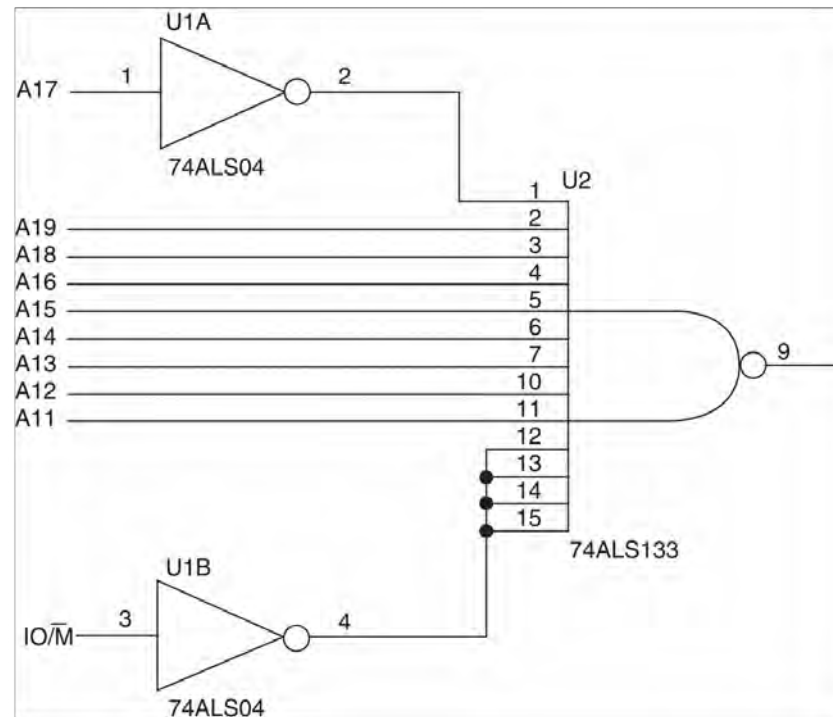 U1A
A17 1 2
74ALS04
U2
1
A19 2
A18 3
A16 4
A15 5
A14 6
A13 7 9
A12 10
A11 11
12
13
14
15
74ALS133
U1B
IO/M̅ 3 4
74ALS04